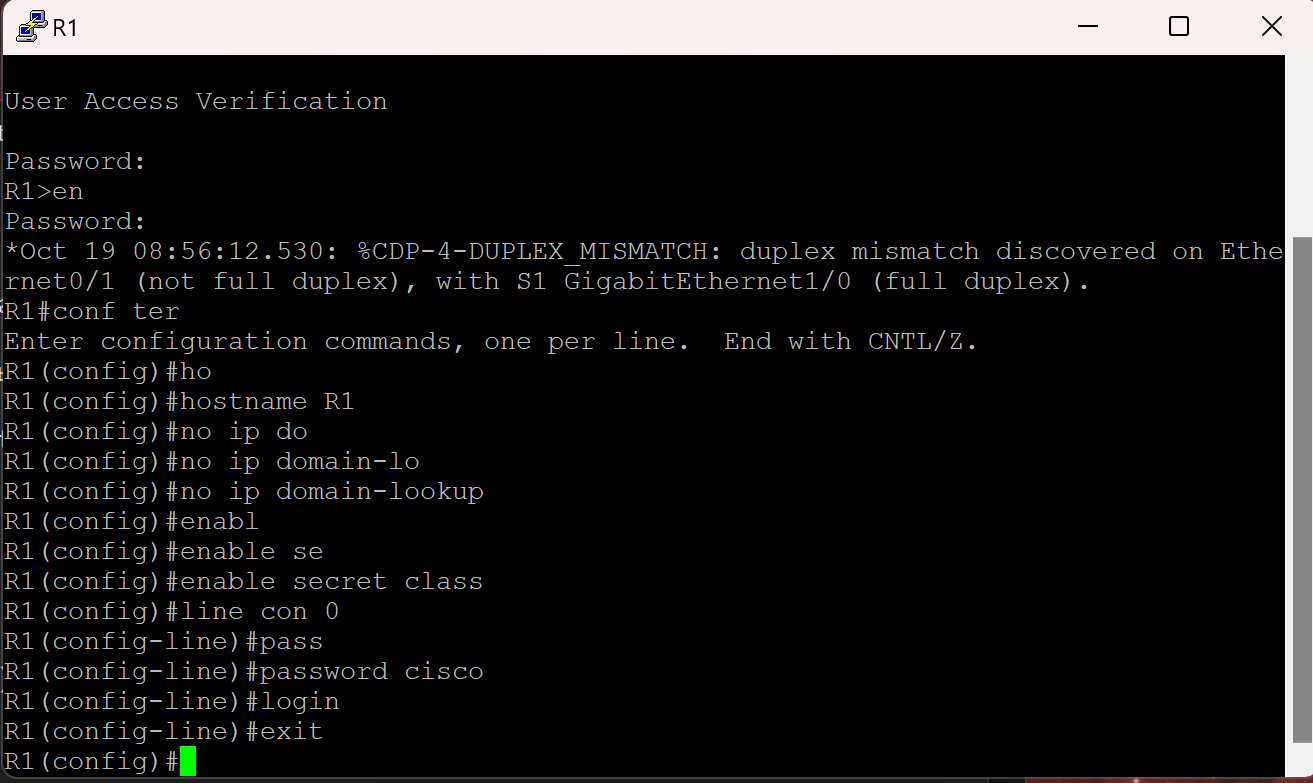 R1
User Access Verification
Password:
R1>en
Password:
*Oct 19 08:56:12.530: %CDP-4-DUPLEX_MISMATCH: duplex mismatch discovered on Ethe
rnet0/1 (not full duplex), with S1 GigabitEthernet1/0 (full duplex).
R1#conf ter
Enter configuration commands, one per line.  End with CNTL/Z.
R1(config)#ho
R1(config)#hostname R1
R1(config)#no ip do
R1(config)#no ip domain-lo
R1(config)#no ip domain-lookup
R1(config)#enabl
R1(config)#enable se
R1(config)#enable secret class
R1(config)#line con 0
R1(config-line)#pass
R1(config-line)#password cisco
R1(config-line)#login
R1(config-line)#exit
R1(config)#